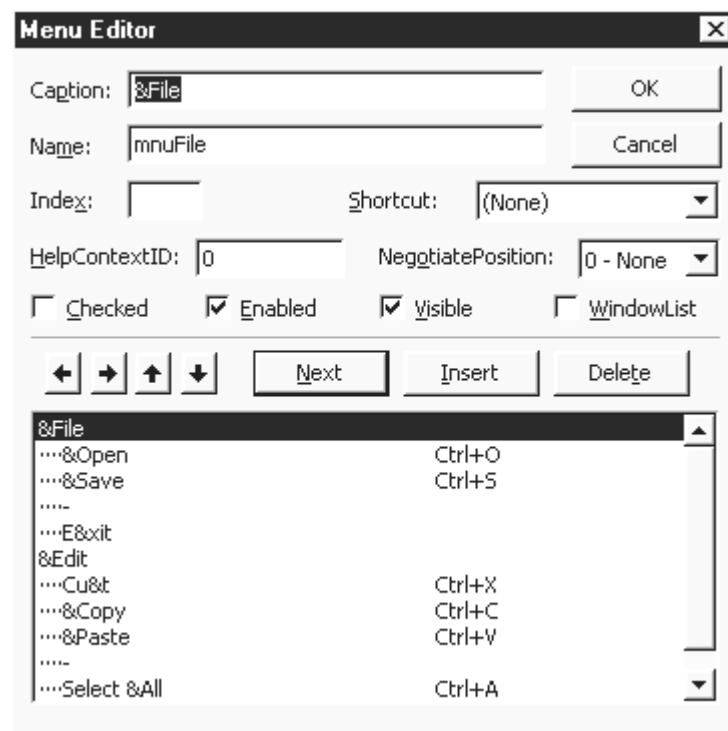 Menu Editor
Caption: &File OK
Name: mnuFile Cancel
Index: Shortcut: (None)
HelpContextID: 0 NegotiatePosition: 0 - None
Checked Enabled Visible WindowList
Next Insert Delete
&File
····&Open Ctrl+O
····&Save Ctrl+S
····-
····E&xit
&Edit
····Cu&t Ctrl+X
····&Copy Ctrl+C
····&Paste Ctrl+V
····-
····Select &All Ctrl+A